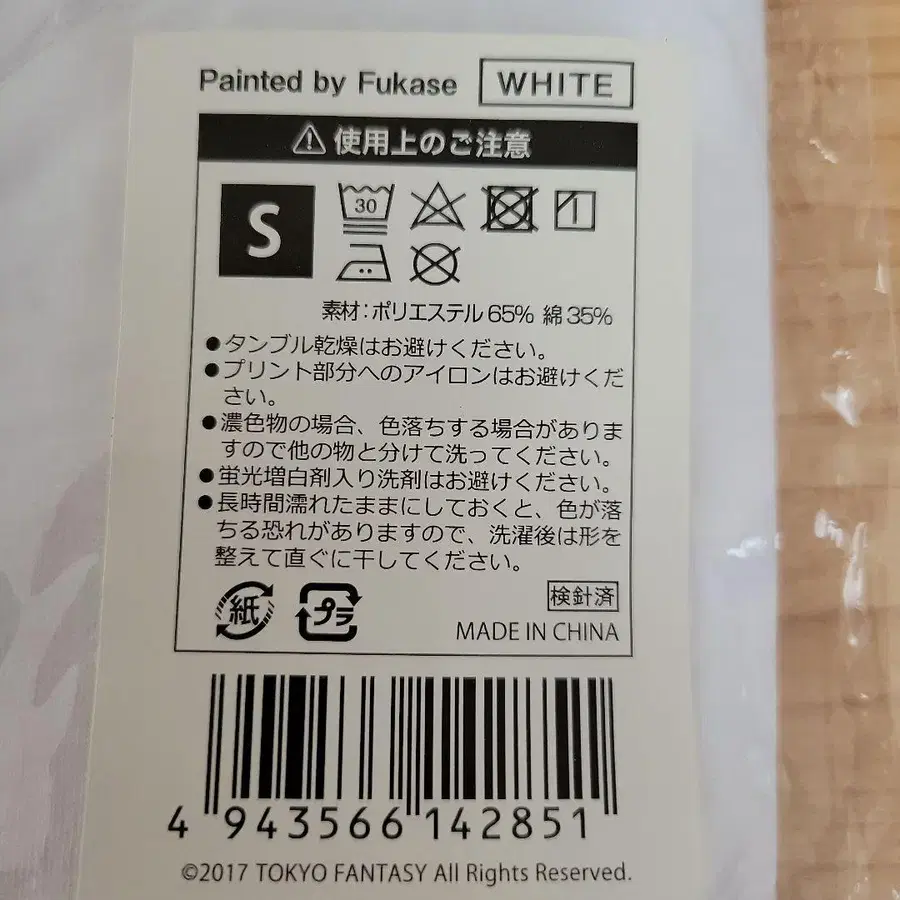 Painted by Fukase WHITE
使用上のご注意
S 30
素材：ポリエステル 65% 綿 35%
●タンブル乾燥はお避けください。
●プリント部分へのアイロンはお避けくだ
さい。
●濃色物の場合、色落ちする場合がありま
すので他の物と分けて洗ってください。
●蛍光増白剤入り洗剤はお避けください。
●長時間濡れたままにしておくと、色が落
ちる恐れがありますので、洗濯後は形を
整えて直ぐに干してください。
紙 プラ 検針済
MADE IN CHINA
4 943566 142851
©2017 TOKYO FANTASY All Rights Reserved.